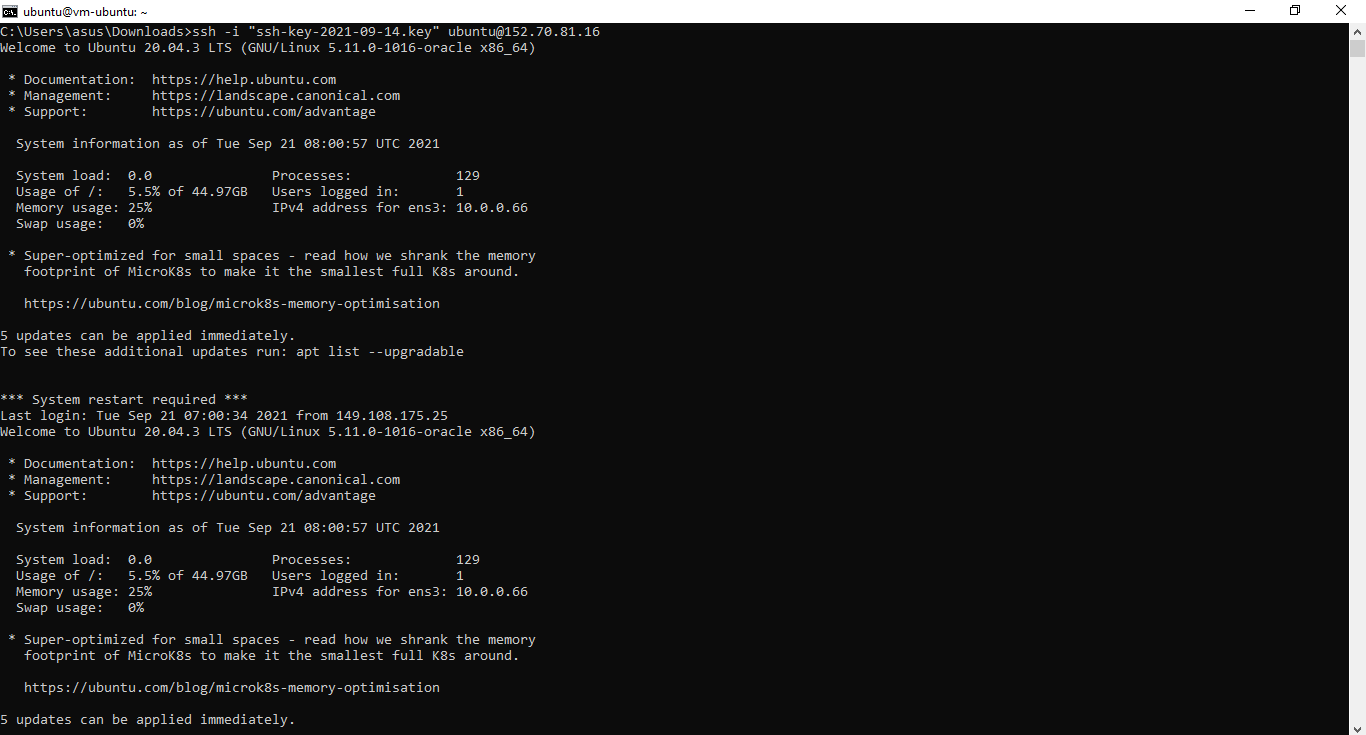 ubuntu@vm-ubuntu: ~
C:\Users\asus\Downloads>ssh -i "ssh-key-2021-09-14.key" ubuntu@152.70.81.16
Welcome to Ubuntu 20.04.3 LTS (GNU/Linux 5.11.0-1016-oracle x86_64)
* Documentation:  https://help.ubuntu.com
* Management:     https://landscape.canonical.com
* Support:        https://ubuntu.com/advantage
System information as of Tue Sep 21 08:00:57 UTC 2021
System load:  0.0               Processes:             129
Usage of /:   5.5% of 44.97GB   Users logged in:       1
Memory usage: 25%               IPv4 address for ens3: 10.0.0.66
Swap usage:   0%
* Super-optimized for small spaces - read how we shrank the memory
footprint of MicroK8s to make it the smallest full K8s around.
https://ubuntu.com/blog/microk8s-memory-optimisation
5 updates can be applied immediately.
To see these additional updates run: apt list --upgradable
*** System restart required ***
Last login: Tue Sep 21 07:00:34 2021 from 149.108.175.25
Welcome to Ubuntu 20.04.3 LTS (GNU/Linux 5.11.0-1016-oracle x86_64)
* Documentation:  https://help.ubuntu.com
* Management:     https://landscape.canonical.com
* Support:        https://ubuntu.com/advantage
System information as of Tue Sep 21 08:00:57 UTC 2021
System load:  0.0               Processes:             129
Usage of /:   5.5% of 44.97GB   Users logged in:       1
Memory usage: 25%               IPv4 address for ens3: 10.0.0.66
Swap usage:   0%
* Super-optimized for small spaces - read how we shrank the memory
footprint of MicroK8s to make it the smallest full K8s around.
https://ubuntu.com/blog/microk8s-memory-optimisation
5 updates can be applied immediately.